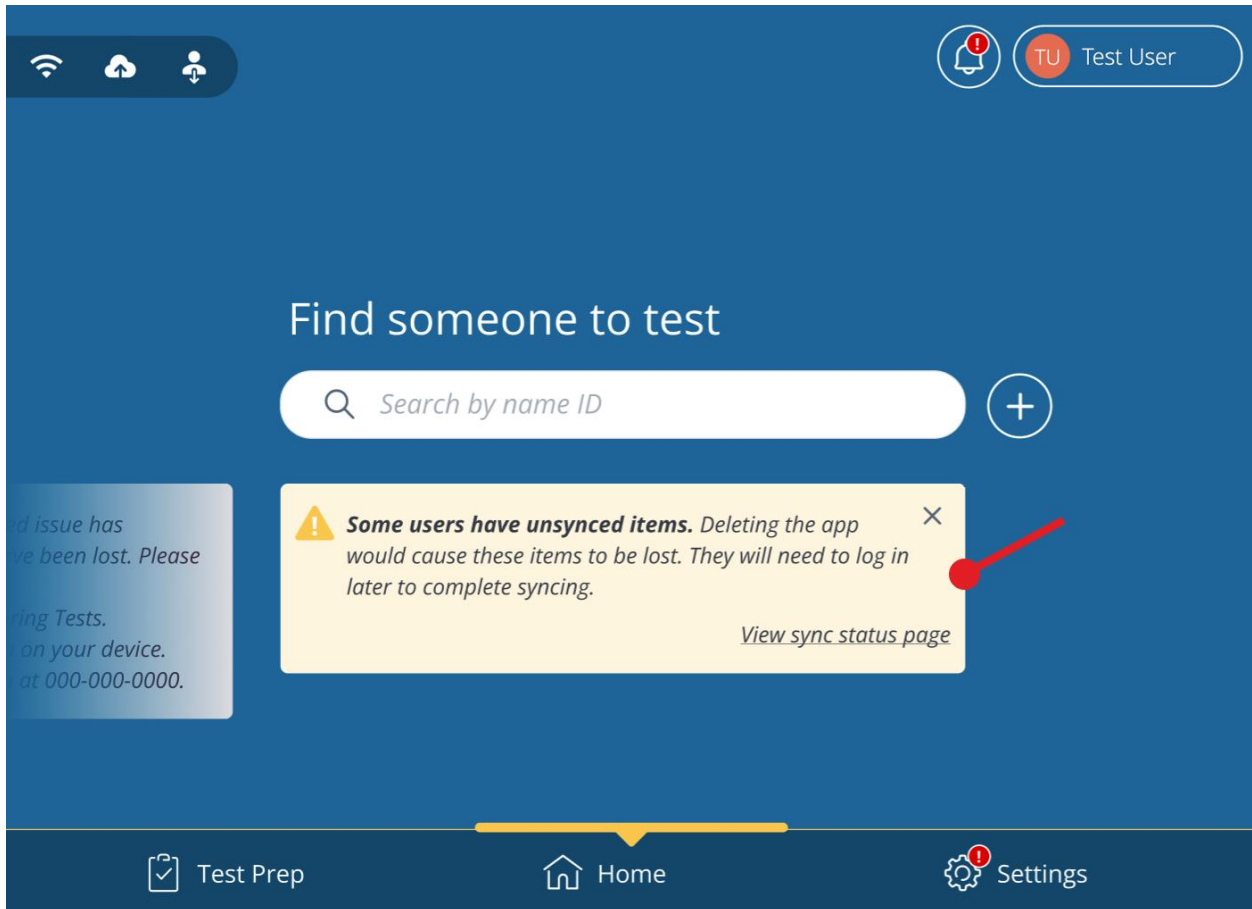 !
TU Test User
Find someone to test
Search by name ID
ed issue has
ve been lost. Please
ring Tests.
on your device.
at 000-000-0000.
Some users have unsynced items. Deleting the app
would cause these items to be lost. They will need to log in
later to complete syncing.
View sync status page
Test Prep
Home
!
Settings